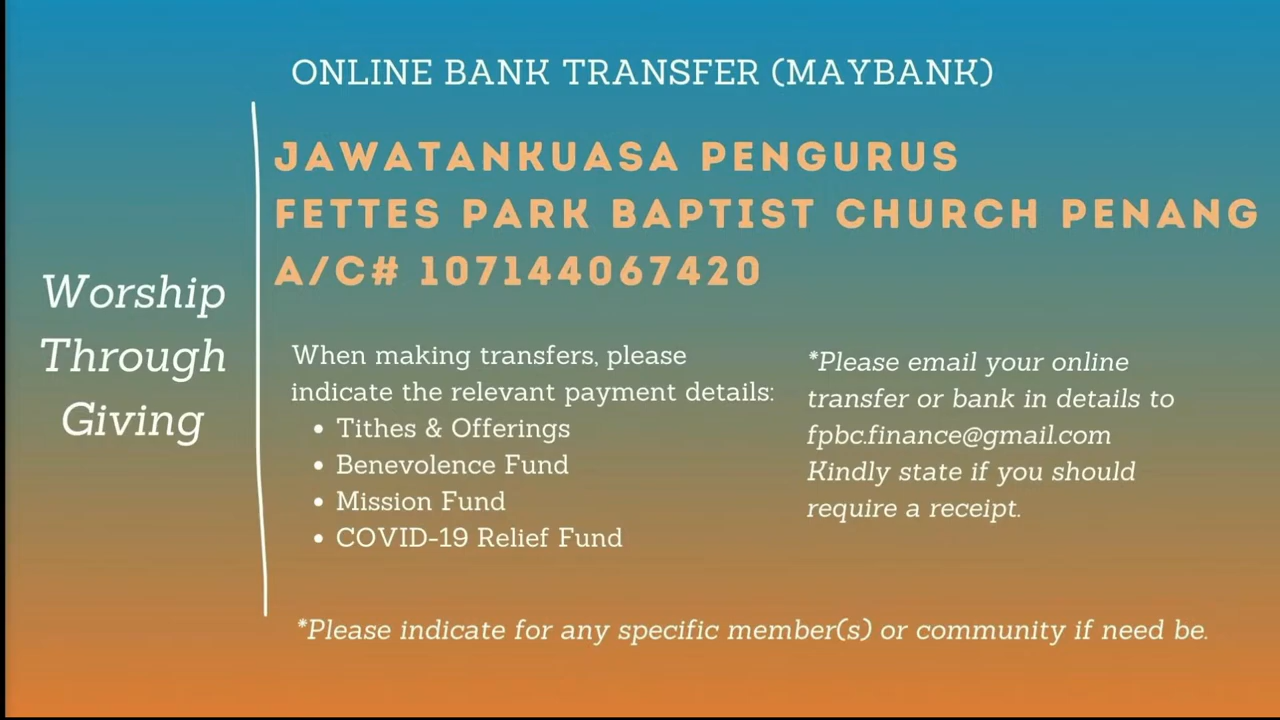 ONLINE BANK TRANSFER (MAYBANK)
JAWATANKUASA PENGURUS
FETTES PARK BAPTIST CHURCH PENANG
A/C# 107144067420
Worship
Through
Giving
When making transfers, please
indicate the relevant payment details:
• Tithes & Offerings
• Benevolence Fund
• Mission Fund
• COVID-19 Relief Fund
*Please email your online
transfer or bank in details to
fpbc.finance@gmail.com
Kindly state if you should
require a receipt.
*Please indicate for any specific member(s) or community if need be.